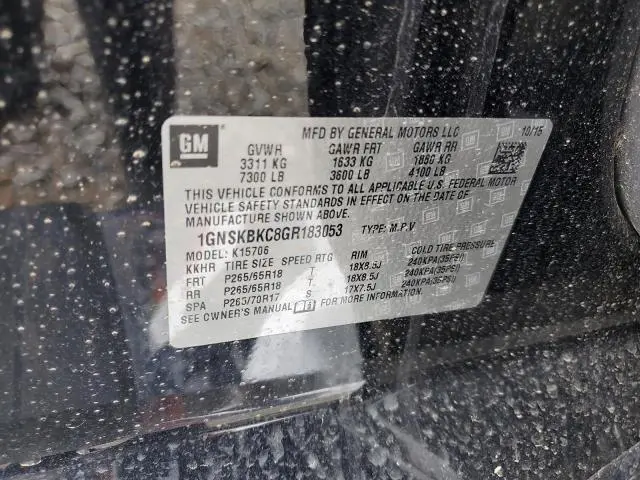 GM
MFD BY GENERAL MOTORS LLC 10/15
GVWR GAWR FRT GAWR RR
3311 KG 1633 KG 1860 KG
7300 LB 3600 LB 4100 LB
THIS VEHICLE CONFORMS TO ALL APPLICABLE U.S. FEDERAL MOTOR
VEHICLE SAFETY STANDARDS IN EFFECT ON THE DATE OF
MANUFACTURE SHOWN ABOVE.
1GNSKBKC8GR183053 TYPE: M.P.V
MODEL: K15706
KKHR TIRE SIZE SPEED RTG RIM COLD TIRE PRESSURE
FRT P265/65R18 T 18X8.5J 240KPA(35PSI)
RR P265/65R18 T 18X8.5J 240KPA(35PSI)
SPA P265/70R17 S 17X7.5J 240KPA(35PSI)
SEE OWNER'S MANUAL FOR MORE INFORMATION.